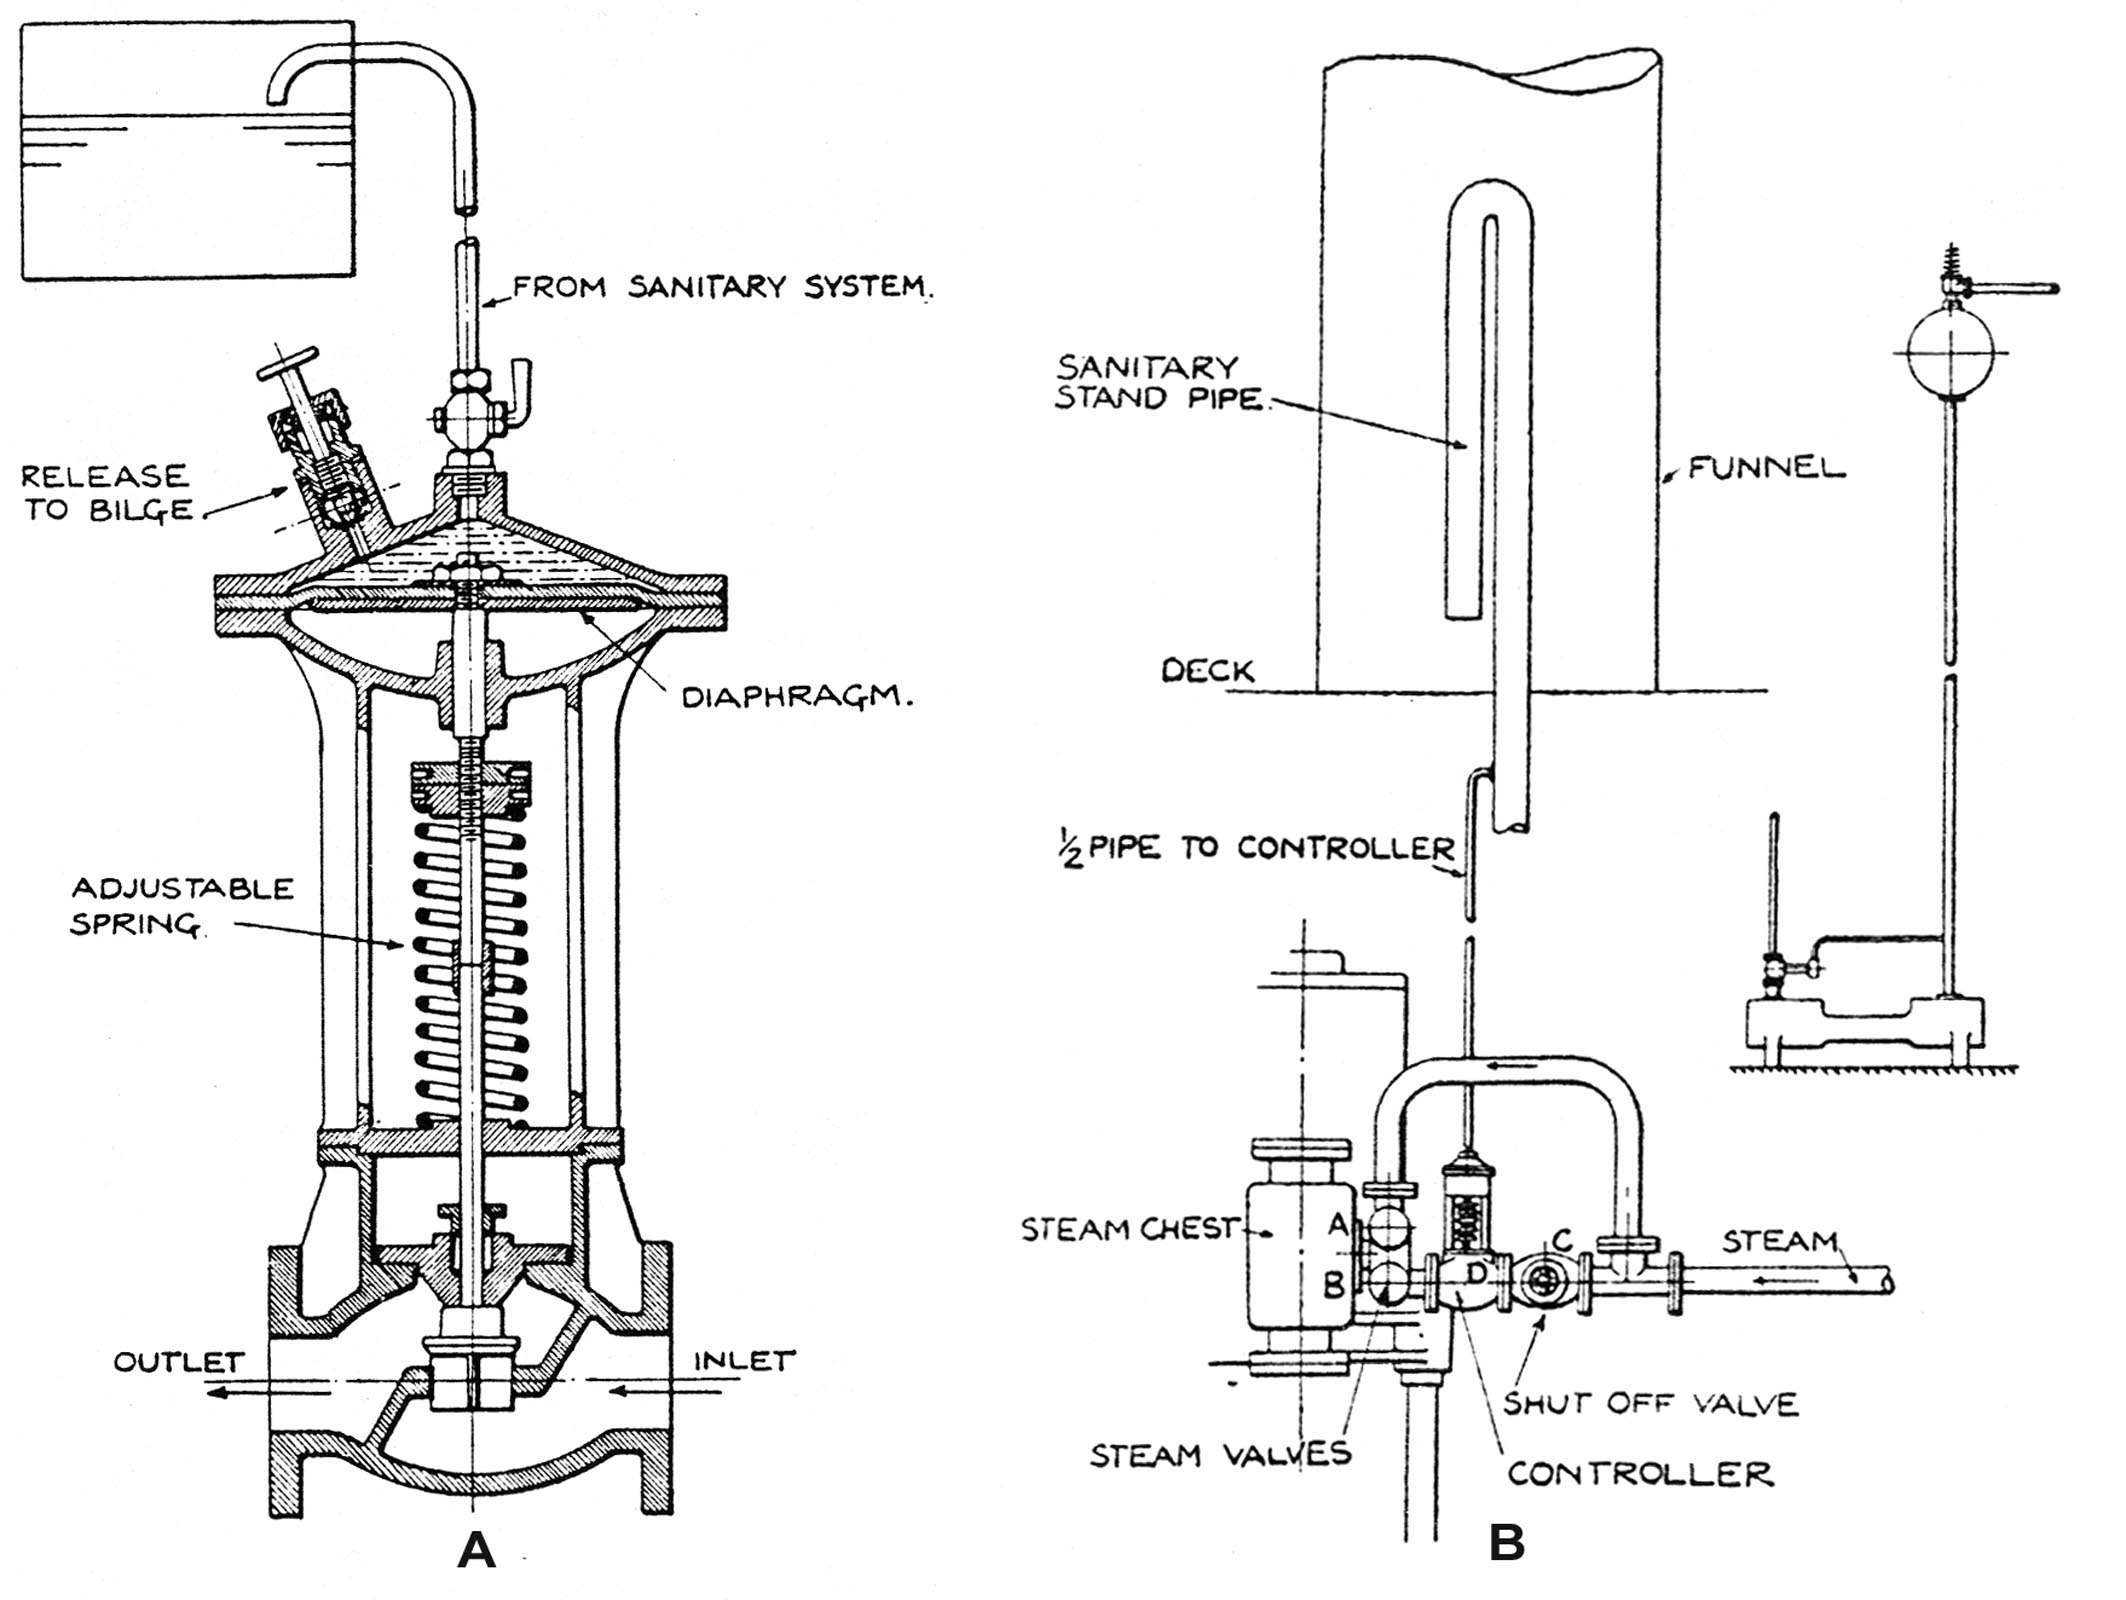 FROM SANITARY SYSTEM.
RELEASE
TO BILGE.
DIAPHRAGM.
ADJUSTABLE
SPRING.
OUTLET
INLET
A
SANITARY
STAND PIPE.
FUNNEL
DECK
½ PIPE TO CONTROLLER
STEAM CHEST
A
B
C
D
STEAM
SHUT OFF VALVE
STEAM VALVES
CONTROLLER
B